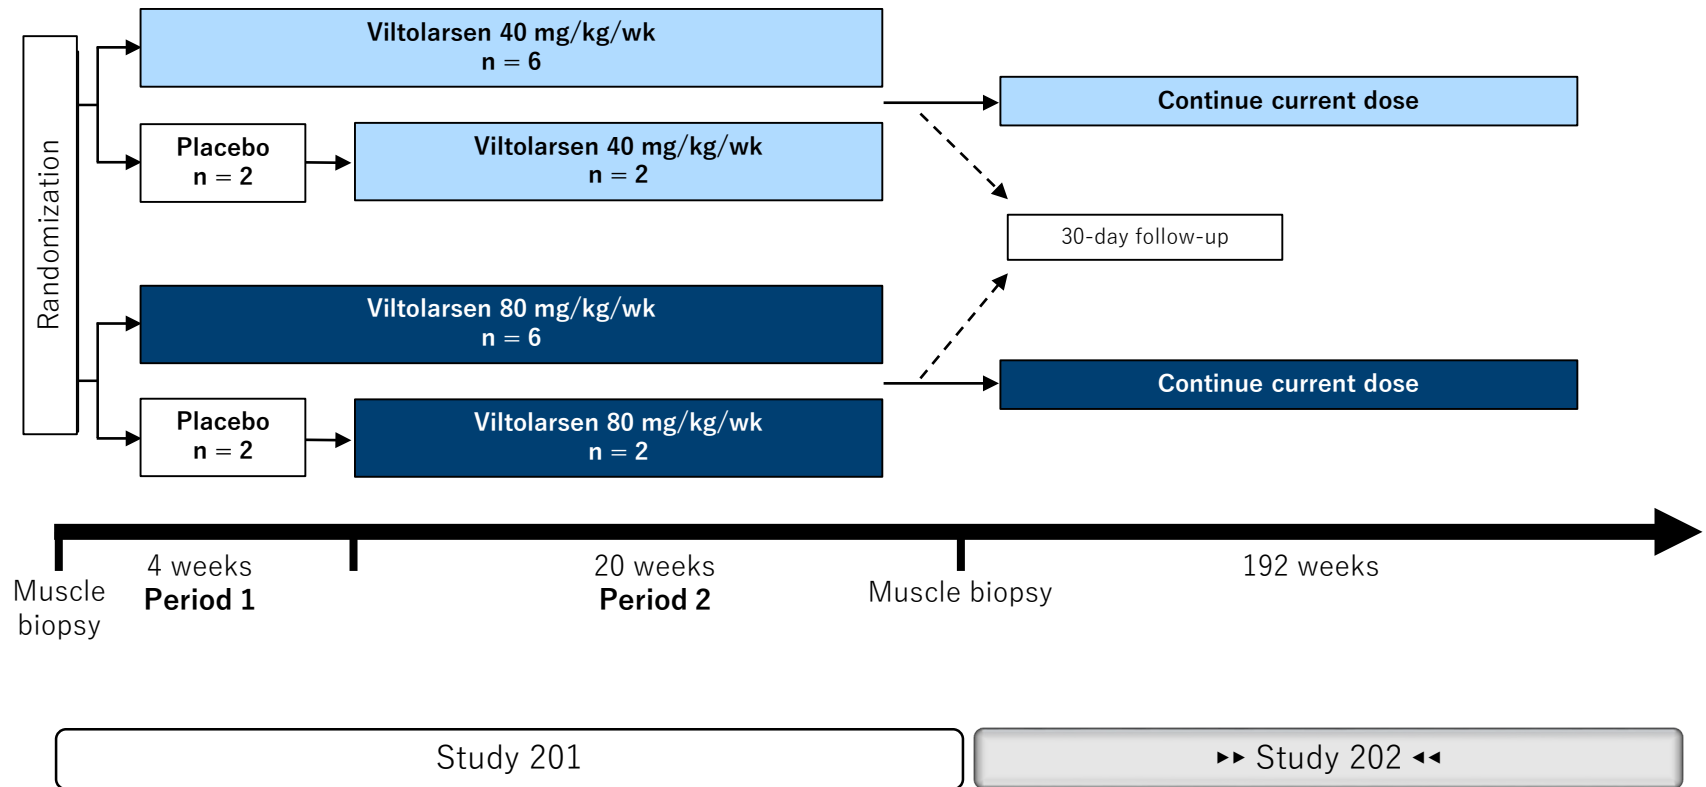 Randomization
Viltolarsen 40 mg/kg/wk
n = 6
Placebo
n = 2
Viltolarsen 40 mg/kg/wk
n = 2
Continue current dose
30-day follow-up
Viltolarsen 80 mg/kg/wk
n = 6
Placebo
n = 2
Viltolarsen 80 mg/kg/wk
n = 2
Continue current dose
Muscle
biopsy
4 weeks
Period 1
20 weeks
Period 2
Muscle biopsy
192 weeks
Study 201
Study 202